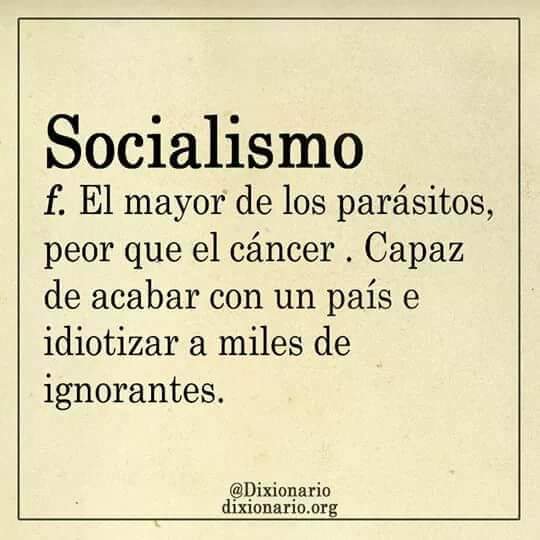 Socialismo
f. El mayor de los parásitos,
peor que el cáncer . Capaz
de acabar con un país e
idiotizar a miles de
ignorantes.
@Dixionario
dixionario.org